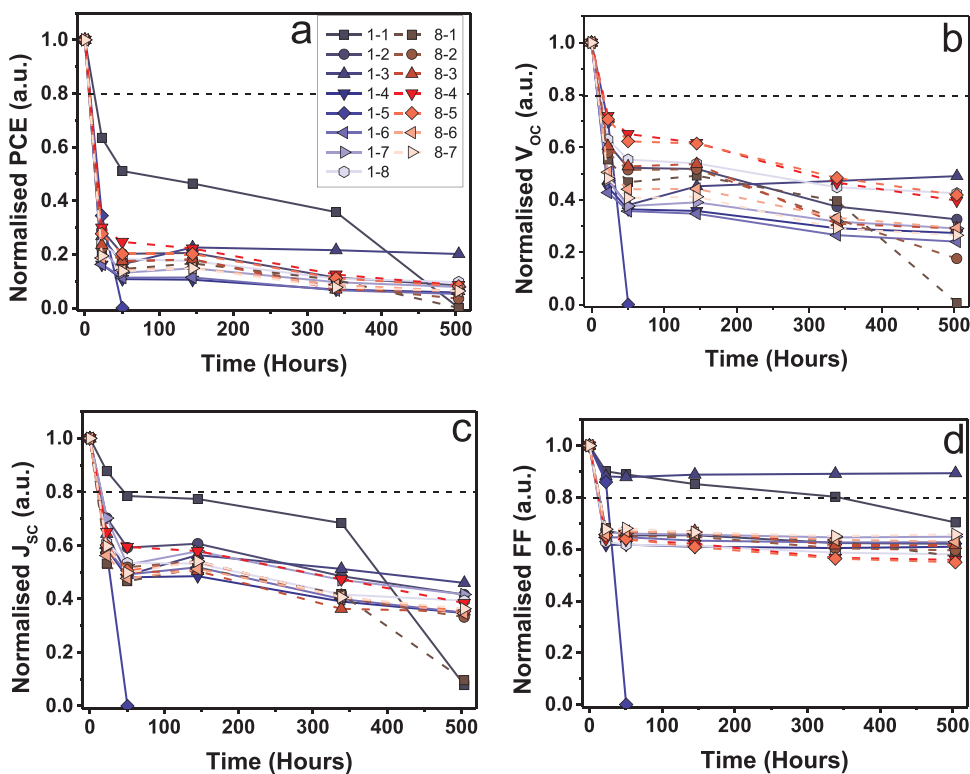 a
Normalised PCE (a.u.)
1.0
0.8
0.6
0.4
0.2
0.0
0 100 200 300 400 500
Time (Hours)
1-1 8-1
1-2 8-2
1-3 8-3
1-4 8-4
1-5 8-5
1-6 8-6
1-7 8-7
1-8
b
Normalised VOC (a.u.)
1.0
0.8
0.6
0.4
0.2
0.0
0 100 200 300 400 500
Time (Hours)
c
Normalised JSC (a.u.)
1.0
0.8
0.6
0.4
0.2
0.0
0 100 200 300 400 500
Time (Hours)
d
Normalised FF (a.u.)
1.0
0.8
0.6
0.4
0.2
0.0
0 100 200 300 400 500
Time (Hours)